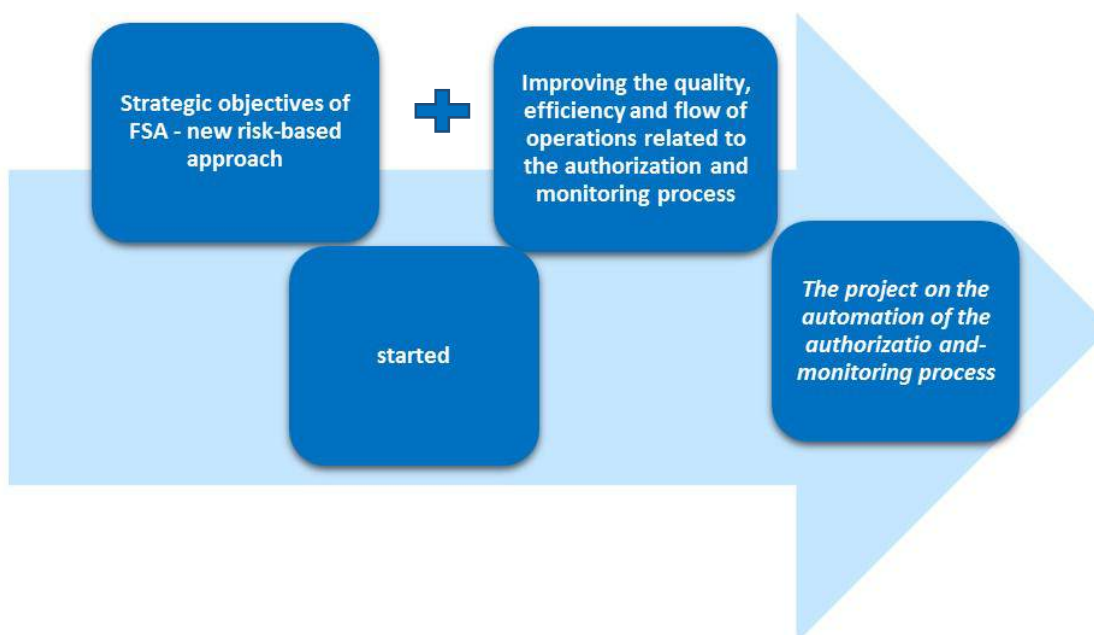 Strategic objectives of
FSA - new risk-based
approach
Improving the quality,
efficiency and flow of
operations related to
the authorization and
monitoring process
started
The project on the
automation of the
authorizatio and-
monitoring process